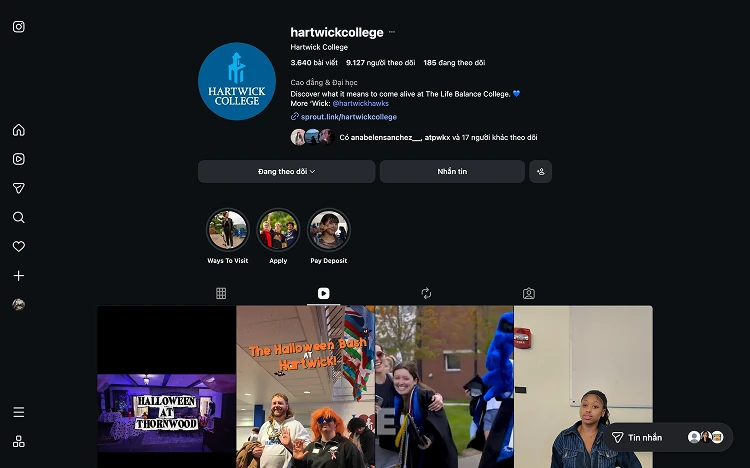 hartwickcollege ...
Hartwick College
3.640 bài viết 9.127 người theo dõi 185 đang theo dõi
Cao đẳng & Đại học
Discover what it means to come alive at The Life Balance College. 💙
More ‘Wick: @hartwickhawks
sprout.link/hartwickcollege
Có anabelensanchez__, atpwkx và 17 người khác theo dõi
HARTWICK
COLLEGE
Đang theo dõi
Nhắn tin
Ways To Visit
Apply
Pay Deposit
HALLOWEEN
AT
THORNWOOD
The Halloween Bash
AT
Hartwick!
Tin nhắn